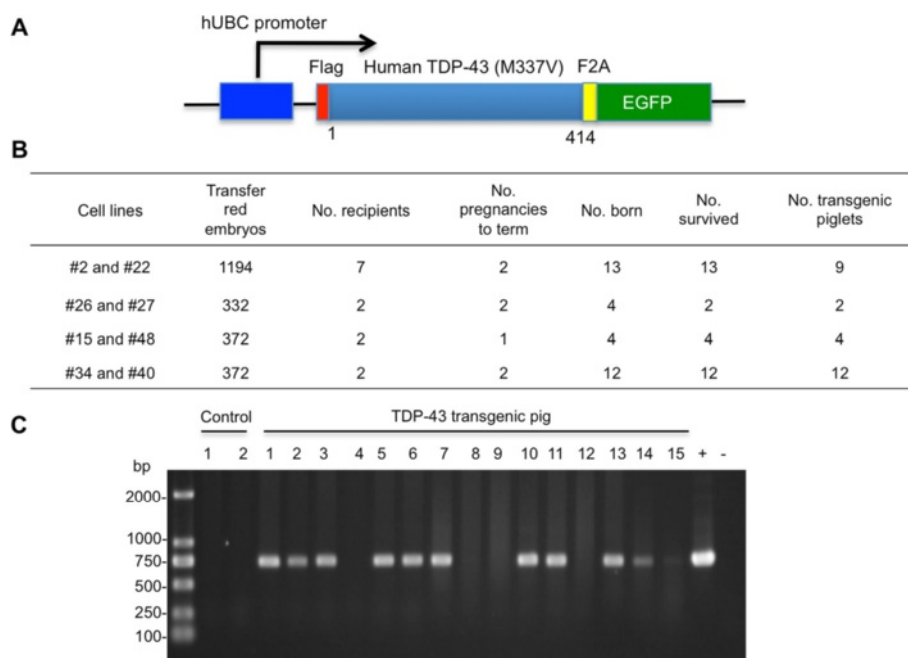 A
hUBC promoter
Flag Human TDP-43 (M337V) F2A
EGFP
1 414
B
Cell lines Transfer red embryos No. recipients No. pregnancies to term No. born No. survived No. transgenic piglets
#2 and #22 1194 7 2 13 13 9
#26 and #27 332 2 2 4 2 2
#15 and #48 372 2 1 4 4 4
#34 and #40 372 2 2 12 12 12
C
Control TDP-43 transgenic pig
bp 1 2 1 2 3 4 5 6 7 8 9 10 11 12 13 14 15 + -
2000-
1000-
750-
500-
250-
100-